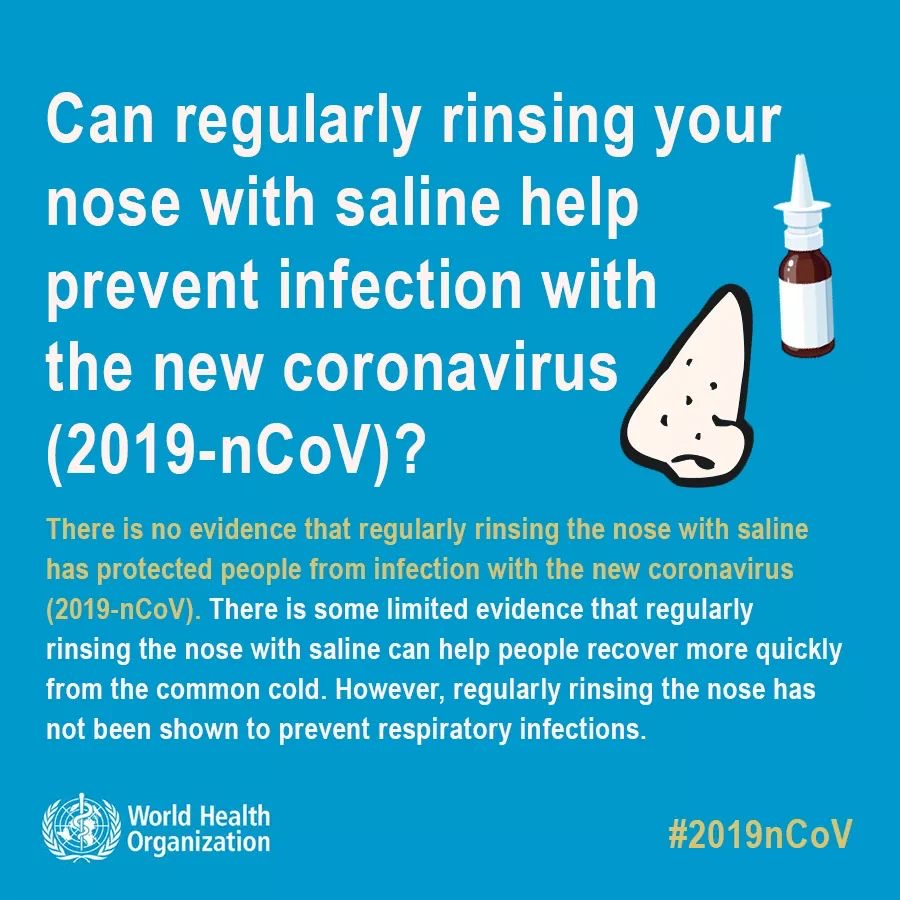 Can regularly rinsing your
nose with saline help
prevent infection with
the new coronavirus
(2019-nCoV)?
There is no evidence that regularly rinsing the nose with saline
has protected people from infection with the new coronavirus
(2019-nCoV). There is some limited evidence that regularly
rinsing the nose with saline can help people recover more quickly
from the common cold. However, regularly rinsing the nose has
not been shown to prevent respiratory infections.
World Health
Organization
#2019nCoV